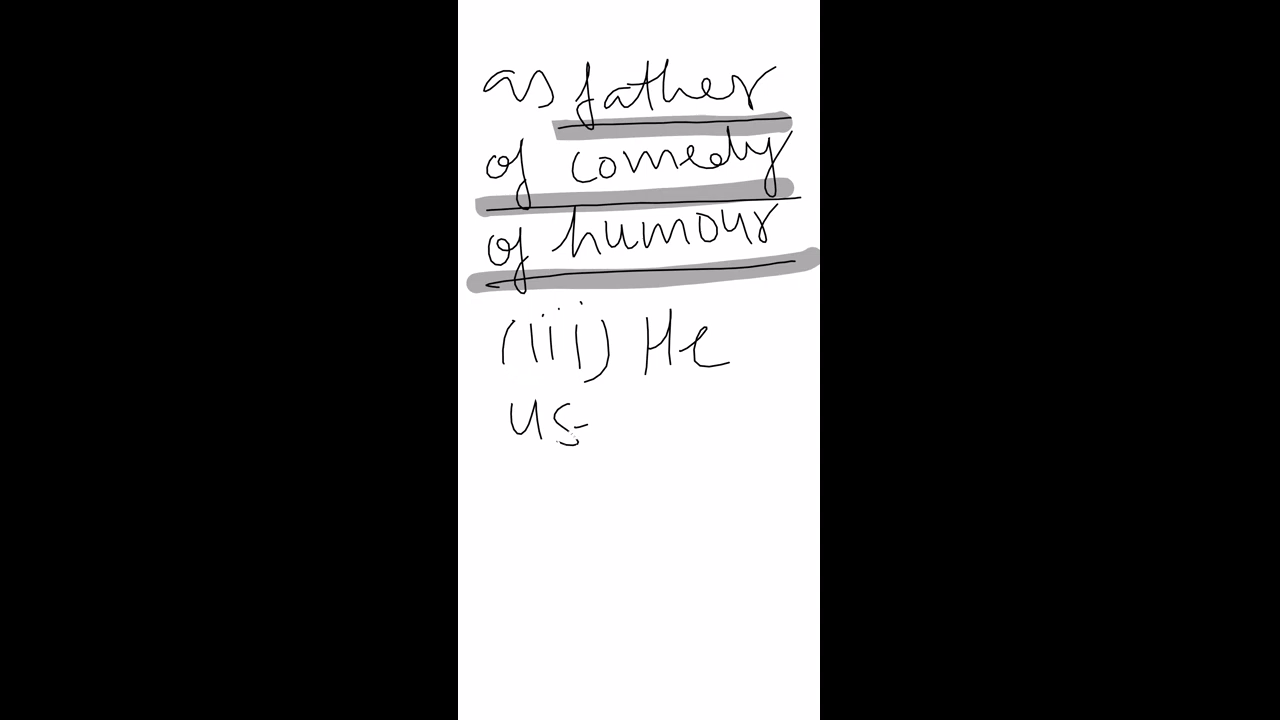 as father
of comedy
of humour
(iii) He
us